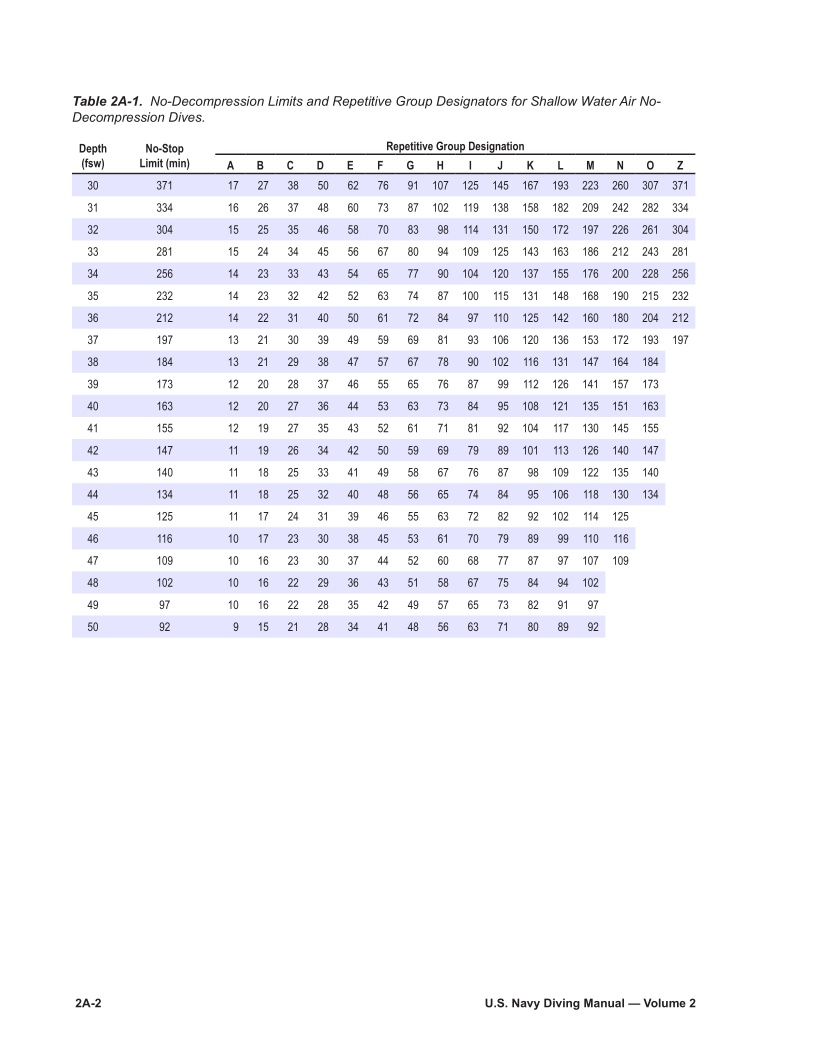 Table 2A-1. No-Decompression Limits and Repetitive Group Designators for Shallow Water Air No-
Decompression Dives.
Depth No-Stop Repetitive Group Designation
(fsw) Limit (min) A B C D E F G H I J K L M N O Z
30 371 17 27 38 50 62 76 91 107 125 145 167 193 223 260 307 371
31 334 16 26 37 48 60 73 87 102 119 138 158 182 209 242 282 334
32 304 15 25 35 46 58 70 83 98 114 131 150 172 197 226 261 304
33 281 15 24 34 45 56 67 80 94 109 125 143 163 186 212 243 281
34 256 14 23 33 43 54 65 77 90 104 120 137 155 176 200 228 256
35 232 14 23 32 42 52 63 74 87 100 115 131 148 168 190 215 232
36 212 14 22 31 40 50 61 72 84 97 110 125 142 160 180 204 212
37 197 13 21 30 39 49 59 69 81 93 106 120 136 153 172 193 197
38 184 13 21 29 38 47 57 67 78 90 102 116 131 147 164 184
39 173 12 20 28 37 46 55 65 76 87 99 112 126 141 157 173
40 163 12 20 27 36 44 53 63 73 84 95 108 121 135 151 163
41 155 12 19 27 35 43 52 61 71 81 92 104 117 130 145 155
42 147 11 19 26 34 42 50 59 69 79 89 101 113 126 140 147
43 140 11 18 25 33 41 49 58 67 76 87 98 109 122 135 140
44 134 11 18 25 32 40 48 56 65 74 84 95 106 118 130 134
45 125 11 17 24 31 39 46 55 63 72 82 92 102 114 125
46 116 10 17 23 30 38 45 53 61 70 79 89 99 110 116
47 109 10 16 23 30 37 44 52 60 68 77 87 97 107 109
48 102 10 16 22 29 36 43 51 58 67 75 84 94 102
49 97 10 16 22 28 35 42 49 57 65 73 82 91 97
50 92 9 15 21 28 34 41 48 56 63 71 80 89 92
2A-2 U.S. Navy Diving Manual — Volume 2